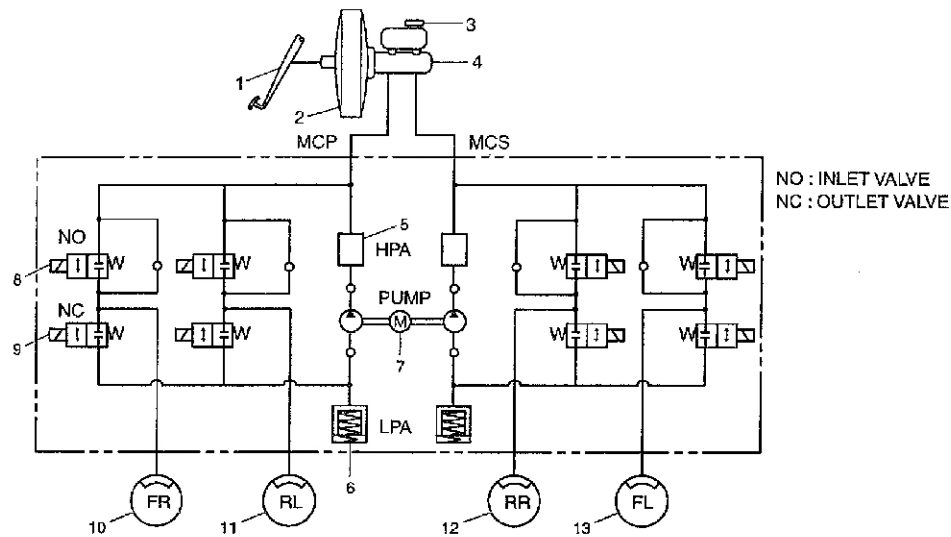 3
4
1
2
MCP
MCS
NO : INLET VALVE
NC : OUTLET VALVE
5
NO
W
W
HPA
W
W
8
NC
PUMP
W
W
M
W
W
9
7
LPA
6
FR
RL
RR
FL
10
11
12
13